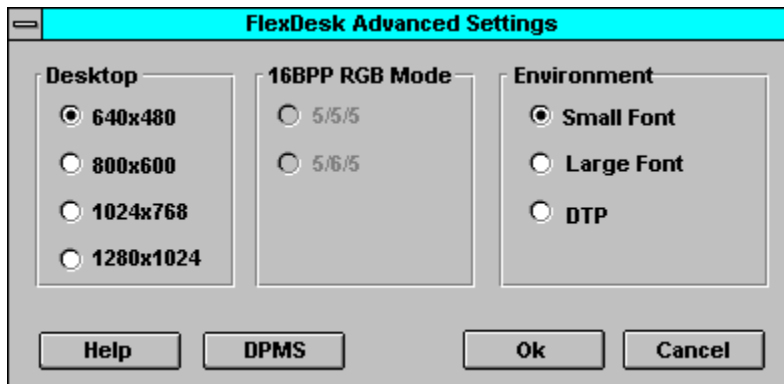 FlexDesk Advanced Settings
Desktop
640x480
800x600
1024x768
1280x1024
16BPP RGB Mode
5/5/5
5/6/5
Environment
Small Font
Large Font
DTP
Help
DPMS
Ok
Cancel